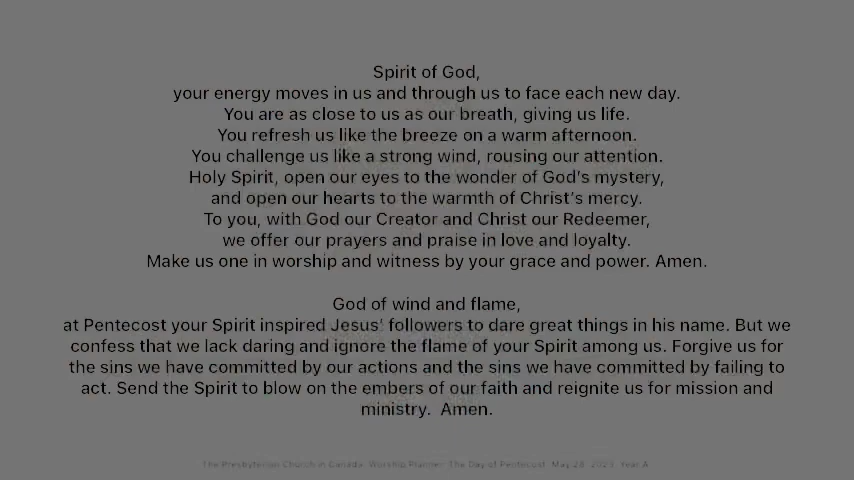 Spirit of God,
your energy moves in us and through us to face each new day.
You are as close to us as our breath, giving us life.
You refresh us like the breeze on a warm afternoon.
You challenge us like a strong wind, rousing our attention.
Holy Spirit, open our eyes to the wonder of God's mystery,
and open our hearts to the warmth of Christ's mercy.
To you, with God our Creator and Christ our Redeemer,
we offer our prayers and praise in love and loyalty.
Make us one in worship and witness by your grace and power. Amen.
God of wind and flame,
at Pentecost your Spirit inspired Jesus' followers to dare great things in his name. But we
confess that we lack daring and ignore the flame of your Spirit among us. Forgive us for
the sins we have committed by our actions and the sins we have committed by failing to
act. Send the Spirit to blow on the embers of our faith and reignite us for mission and
ministry.  Amen.
The Presbyterian Church in Canada, Worship Planner, The Day of Pentecost, May 28, 2023, Year A